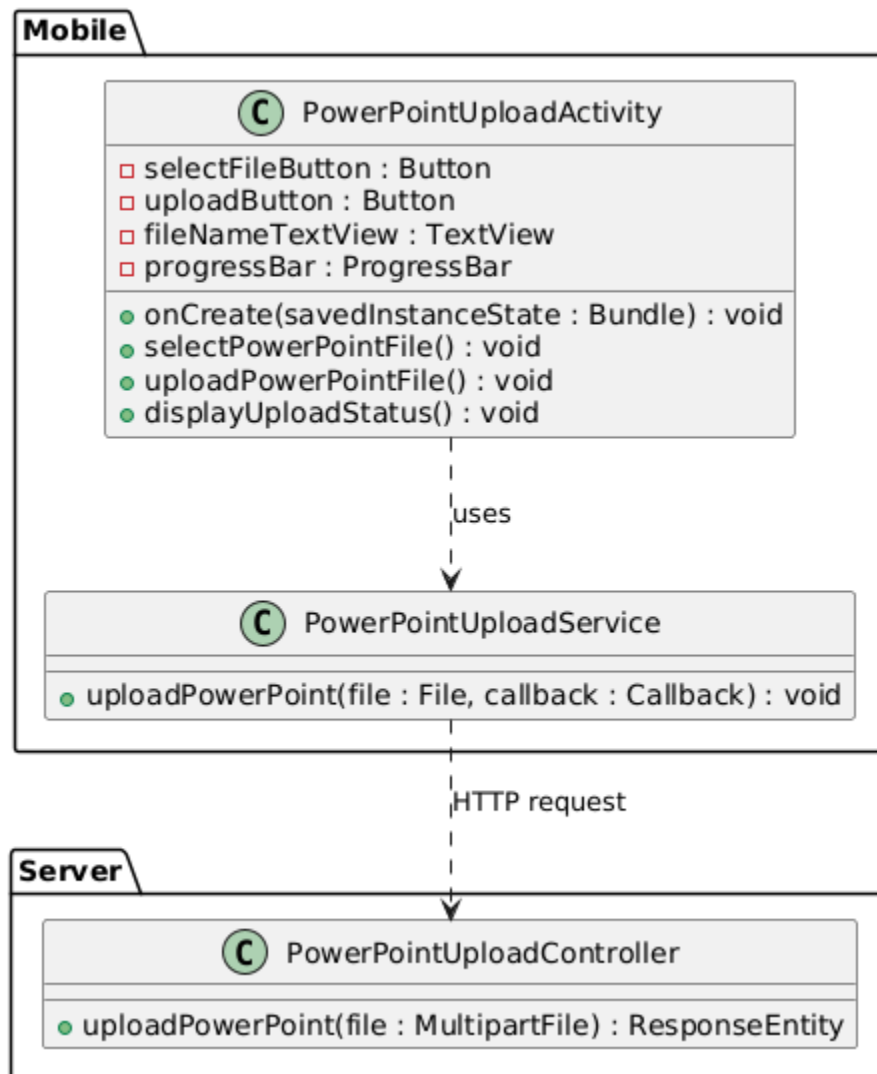 Mobile
C PowerPointUploadActivity
selectFileButton : Button
uploadButton : Button
fileNameTextView : TextView
progressBar : ProgressBar
onCreate(savedInstanceState : Bundle) : void
selectPowerPointFile() : void
uploadPowerPointFile() : void
displayUploadStatus() : void
uses
C PowerPointUploadService
uploadPowerPoint(file : File, callback : Callback) : void
HTTP request
Server
C PowerPointUploadController
uploadPowerPoint(file : MultipartFile) : ResponseEntity